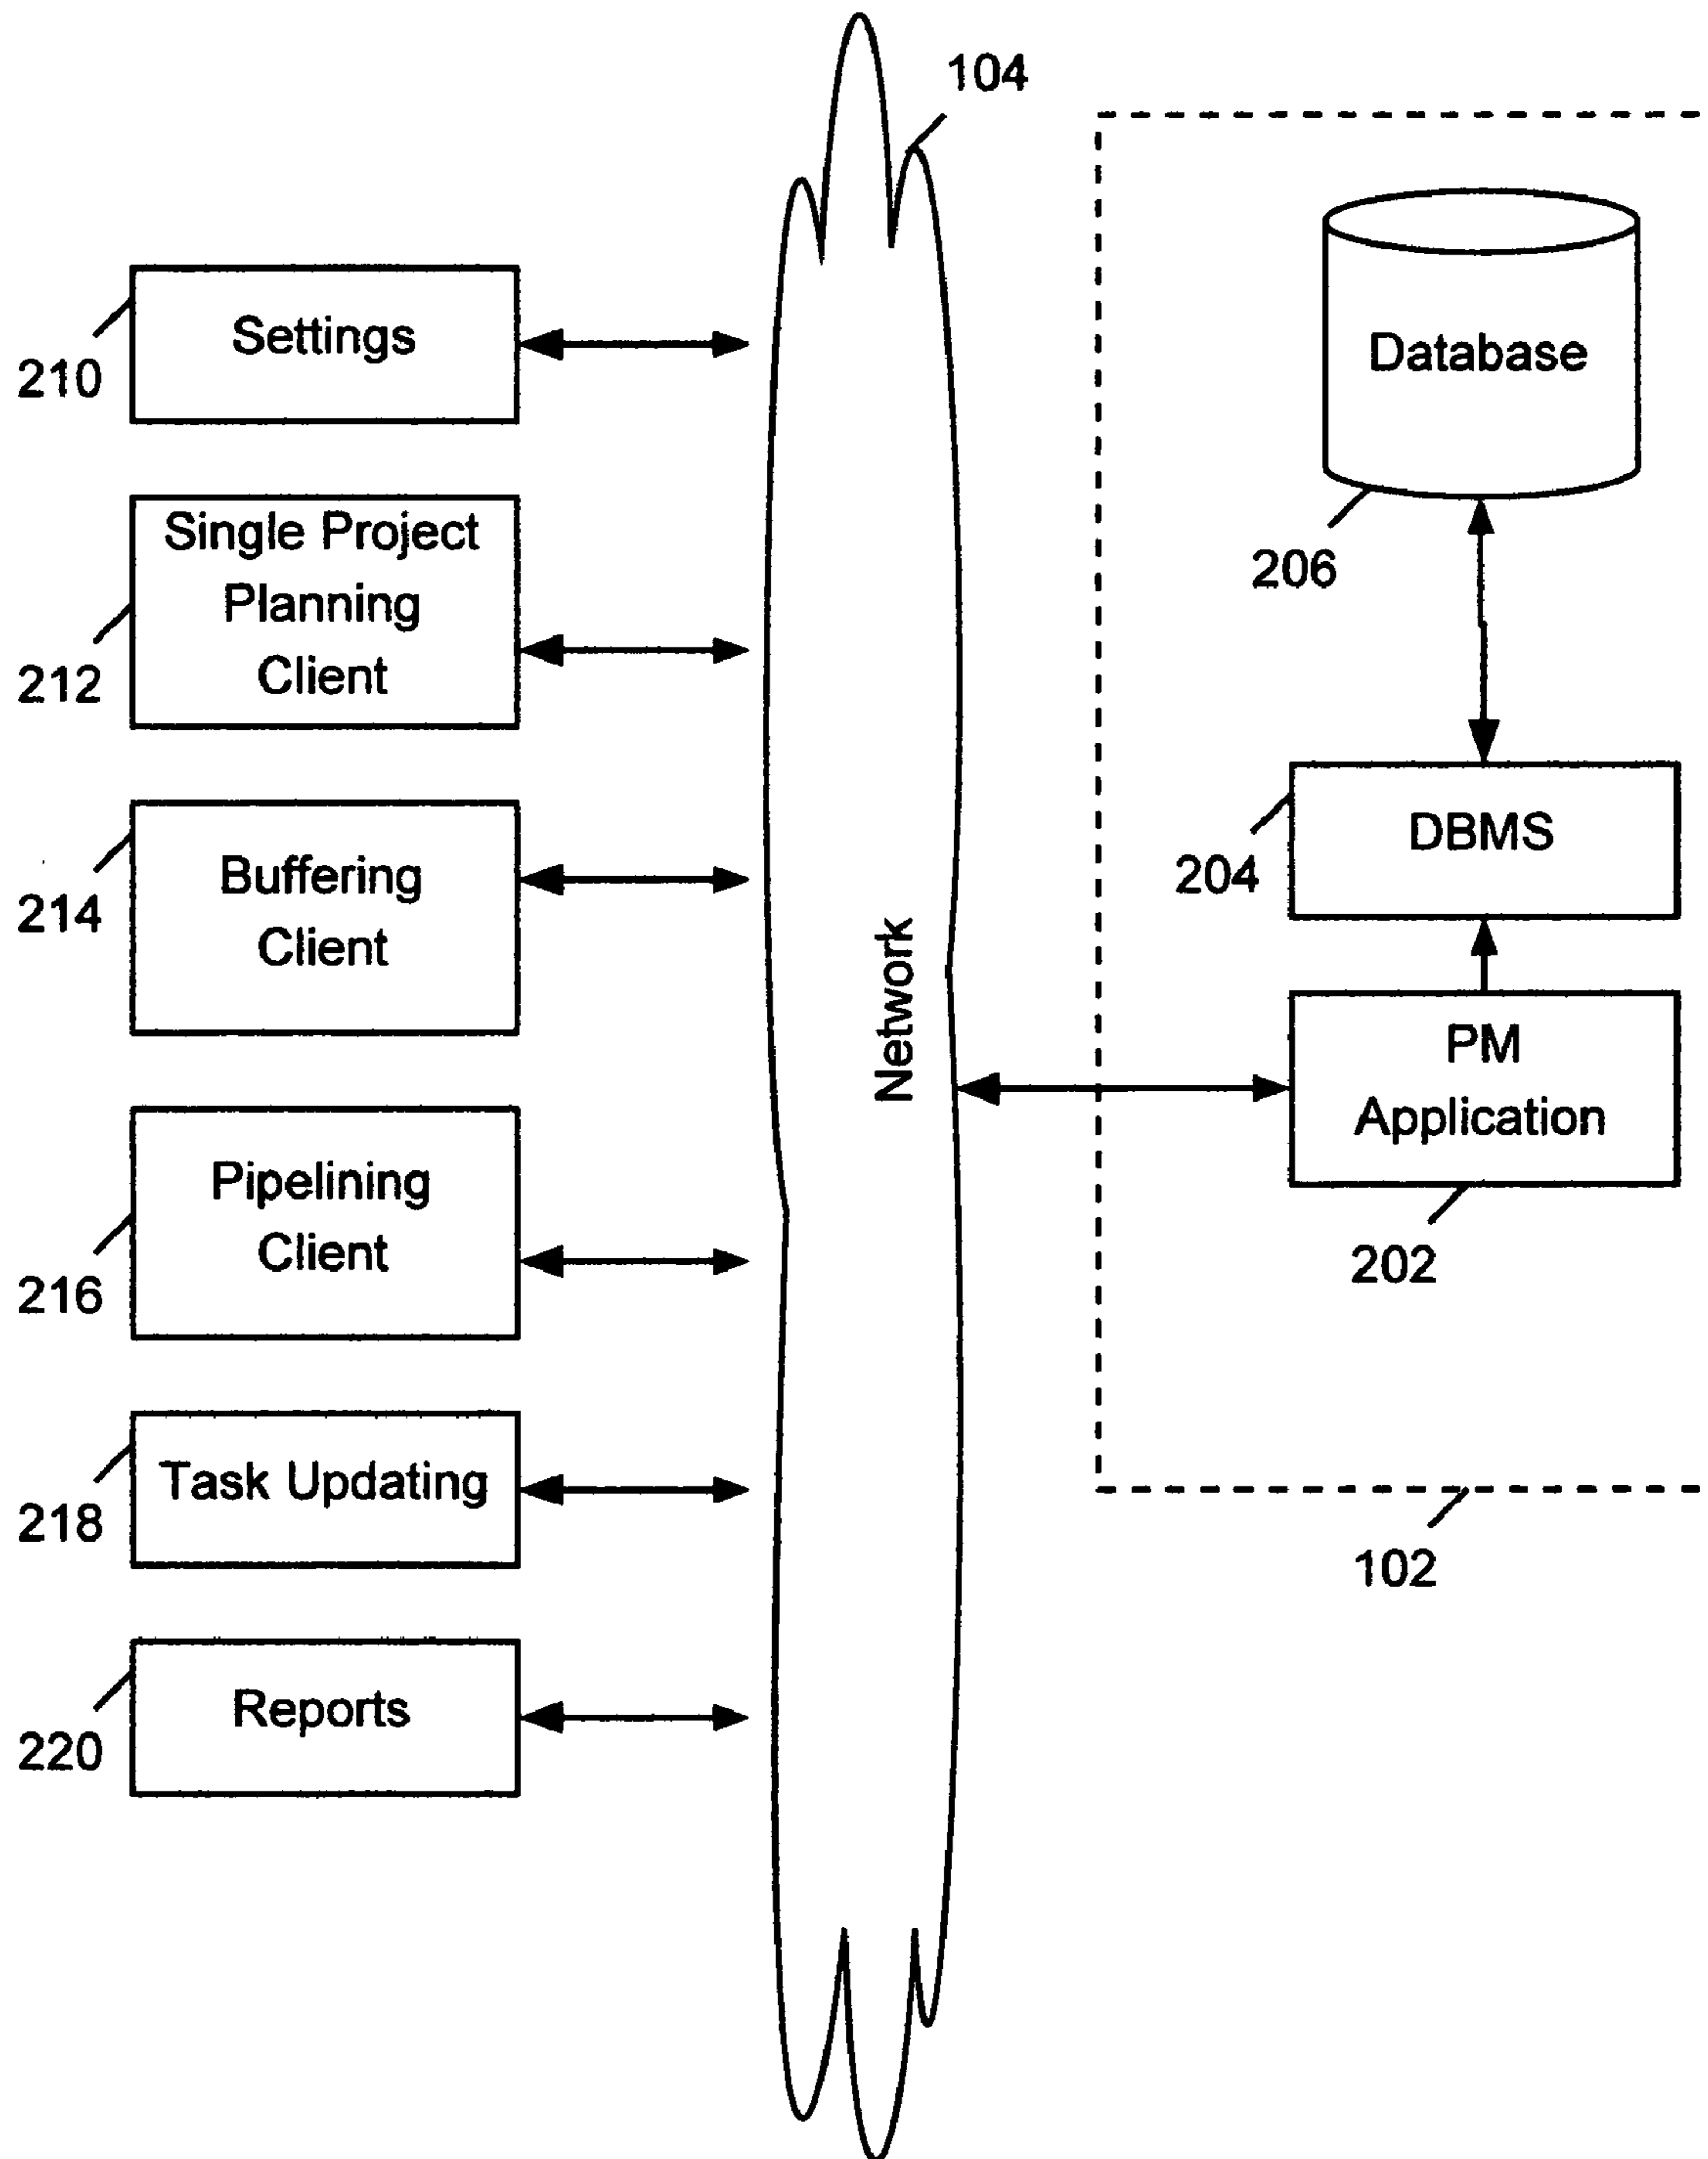 104
Settings
210
Single Project
Planning
Client
212
Buffering
Client
214
Pipelining
Client
216
Task Updating
218
Reports
220
Network
Database
206
DBMS
204
PM
Application
202
102